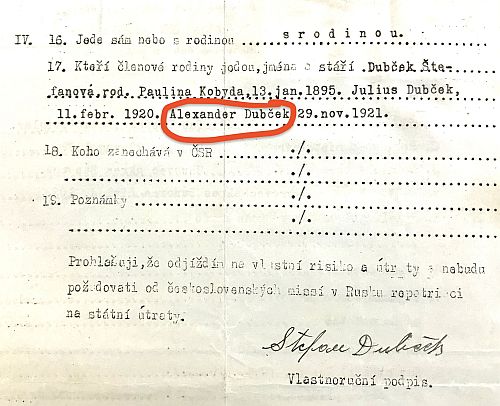 IV. 16. Jede sám nebo s rodinou s rodinou.
17. Kteří členové rodiny jedou, jména a stáří Dubček Šte-
fanové, rod. Paulina Kobyda, 13. jan. 1895. Julius Dubček,
11. febr. 1920. Alexander Dubček 29. nov. 1921.
18. Koho zanechává v ČSR ./.
./.
19. Poznámky ./.
./.
Prohlašuji, že odjíždím na vlastní risiko a útraty a nebudu
požadovati od československých missí v Rusku repatriaci
na státní útraty.
Stefan Dubček
Vlastnoruční podpis.